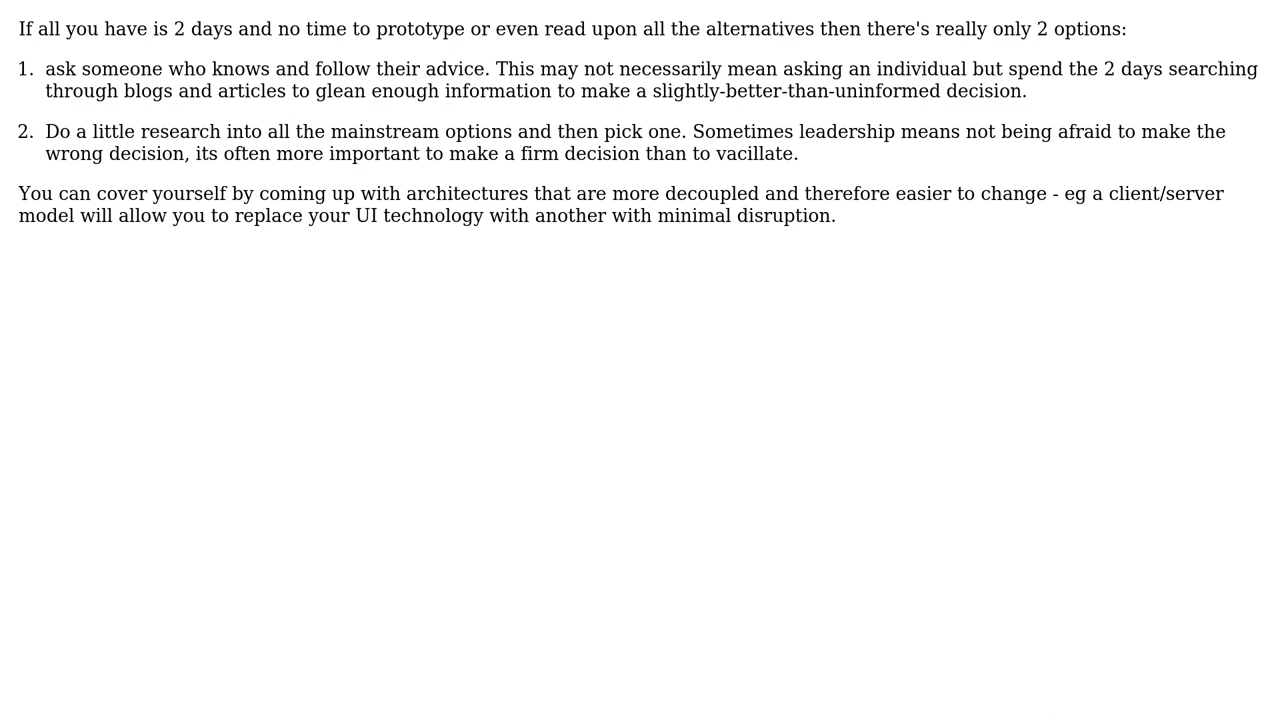 If all you have is 2 days and no time to prototype or even read upon all the alternatives then there's really only 2 options:
1. ask someone who knows and follow their advice. This may not necessarily mean asking an individual but spend the 2 days searching
through blogs and articles to glean enough information to make a slightly-better-than-uninformed decision.
2. Do a little research into all the mainstream options and then pick one. Sometimes leadership means not being afraid to make the
wrong decision, its often more important to make a firm decision than to vacillate.
You can cover yourself by coming up with architectures that are more decoupled and therefore easier to change - eg a client/server
model will allow you to replace your UI technology with another with minimal disruption.